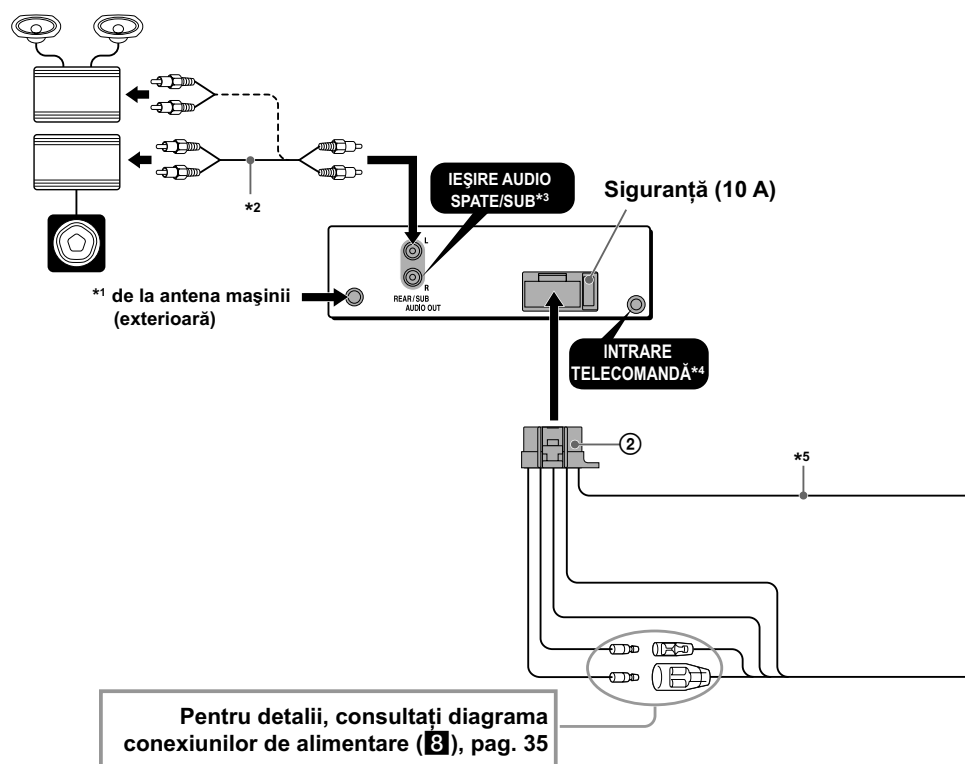 IEŞIRE AUDIO
SPATE/SUB*3
Siguranţă (10 A)
*2
L
R
REAR/SUB
AUDIO OUT
*1 de la antena maşinii
(exterioară)
INTRARE
TELECOMANDĂ*4
②
*5
Pentru detalii, consultaţi diagrama
conexiunilor de alimentare (8), pag. 35